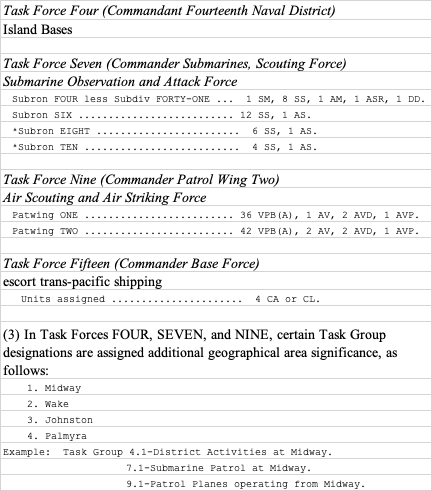 Task Force Four (Commandant Fourteenth Naval District)
Island Bases
Task Force Seven (Commander Submarines, Scouting Force)
Submarine Observation and Attack Force
Subron FOUR less Subdiv FORTY-ONE ... 1 SM, 8 SS, 1 AM, 1 ASR, 1 DD.
Subron SIX .......................... 12 SS, 1 AS.
*Subron EIGHT ........................ 6 SS, 1 AS.
*Subron TEN .......................... 4 SS, 1 AS.
Task Force Nine (Commander Patrol Wing Two)
Air Scouting and Air Striking Force
Patwing ONE ......................... 36 VPB(A), 1 AV, 2 AVD, 1 AVP.
Patwing TWO ......................... 42 VPB(A), 2 AV, 2 AVD, 1 AVP.
Task Force Fifteen (Commander Base Force)
escort trans-pacific shipping
Units assigned ...................... 4 CA or CL.
(3) In Task Forces FOUR, SEVEN, and NINE, certain Task Group
designations are assigned additional geographical area significance, as
follows:
1. Midway
2. Wake
3. Johnston
4. Palmyra
Example: Task Group 4.1-District Activities at Midway.
7.1-Submarine Patrol at Midway.
9.1-Patrol Planes operating from Midway.